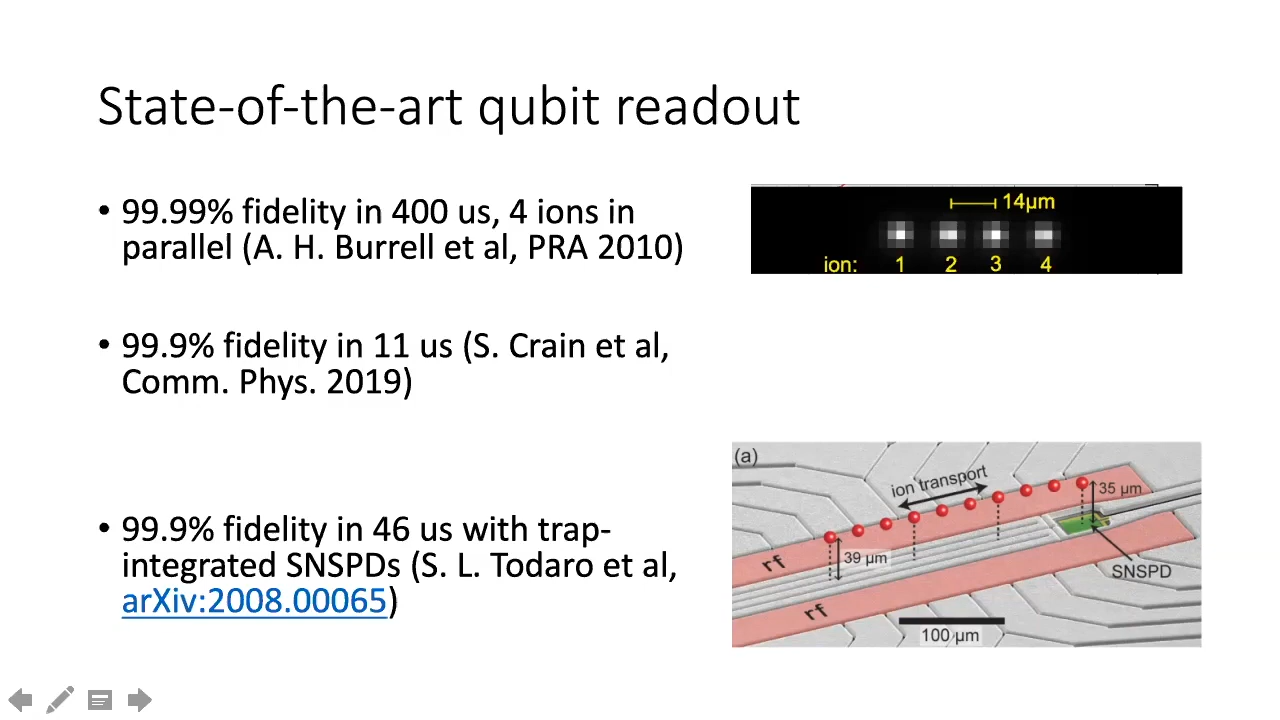 State-of-the-art qubit readout
• 99.99% fidelity in 400 us, 4 ions in
parallel (A. H. Burrell et al, PRA 2010)
14μm
ion: 1 2 3 4
• 99.9% fidelity in 11 us (S. Crain et al,
Comm. Phys. 2019)
• 99.9% fidelity in 46 us with trap-
integrated SNSPDs (S. L. Todaro et al,
arXiv:2008.00065)
(a)
ion transport
35 μm
39 μm
rf
SNSPD
rf
100 μm